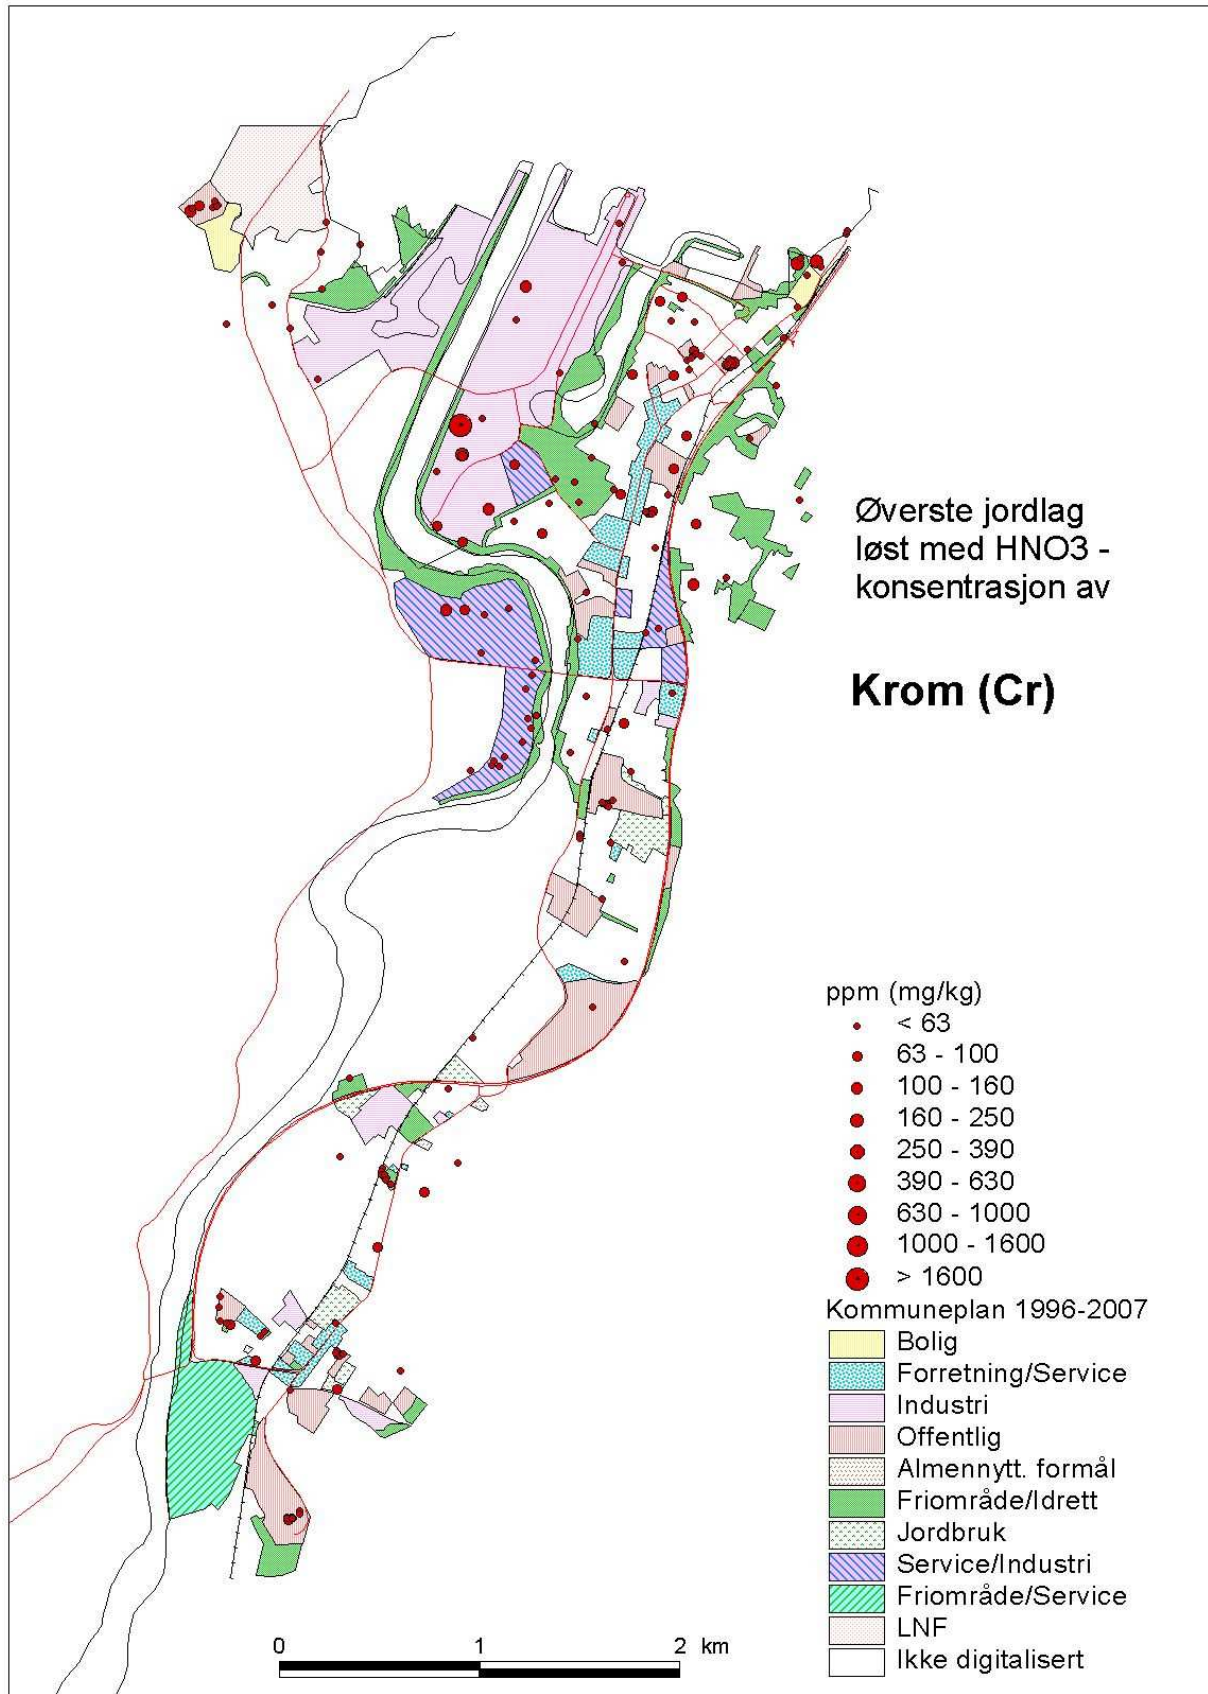 Øverste jordlag
løst med HNO3 -
konsentrasjon av
Krom (Cr)
ppm (mg/kg)
< 63
63 - 100
100 - 160
160 - 250
250 - 390
390 - 630
630 - 1000
1000 - 1600
> 1600
Kommuneplan 1996-2007
Bolig
Forretning/Service
Industri
Offentlig
Almennytt. formål
Friområde/Idrett
Jordbruk
Service/Industri
Friområde/Service
LNF
Ikke digitalisert
0 1 2 km